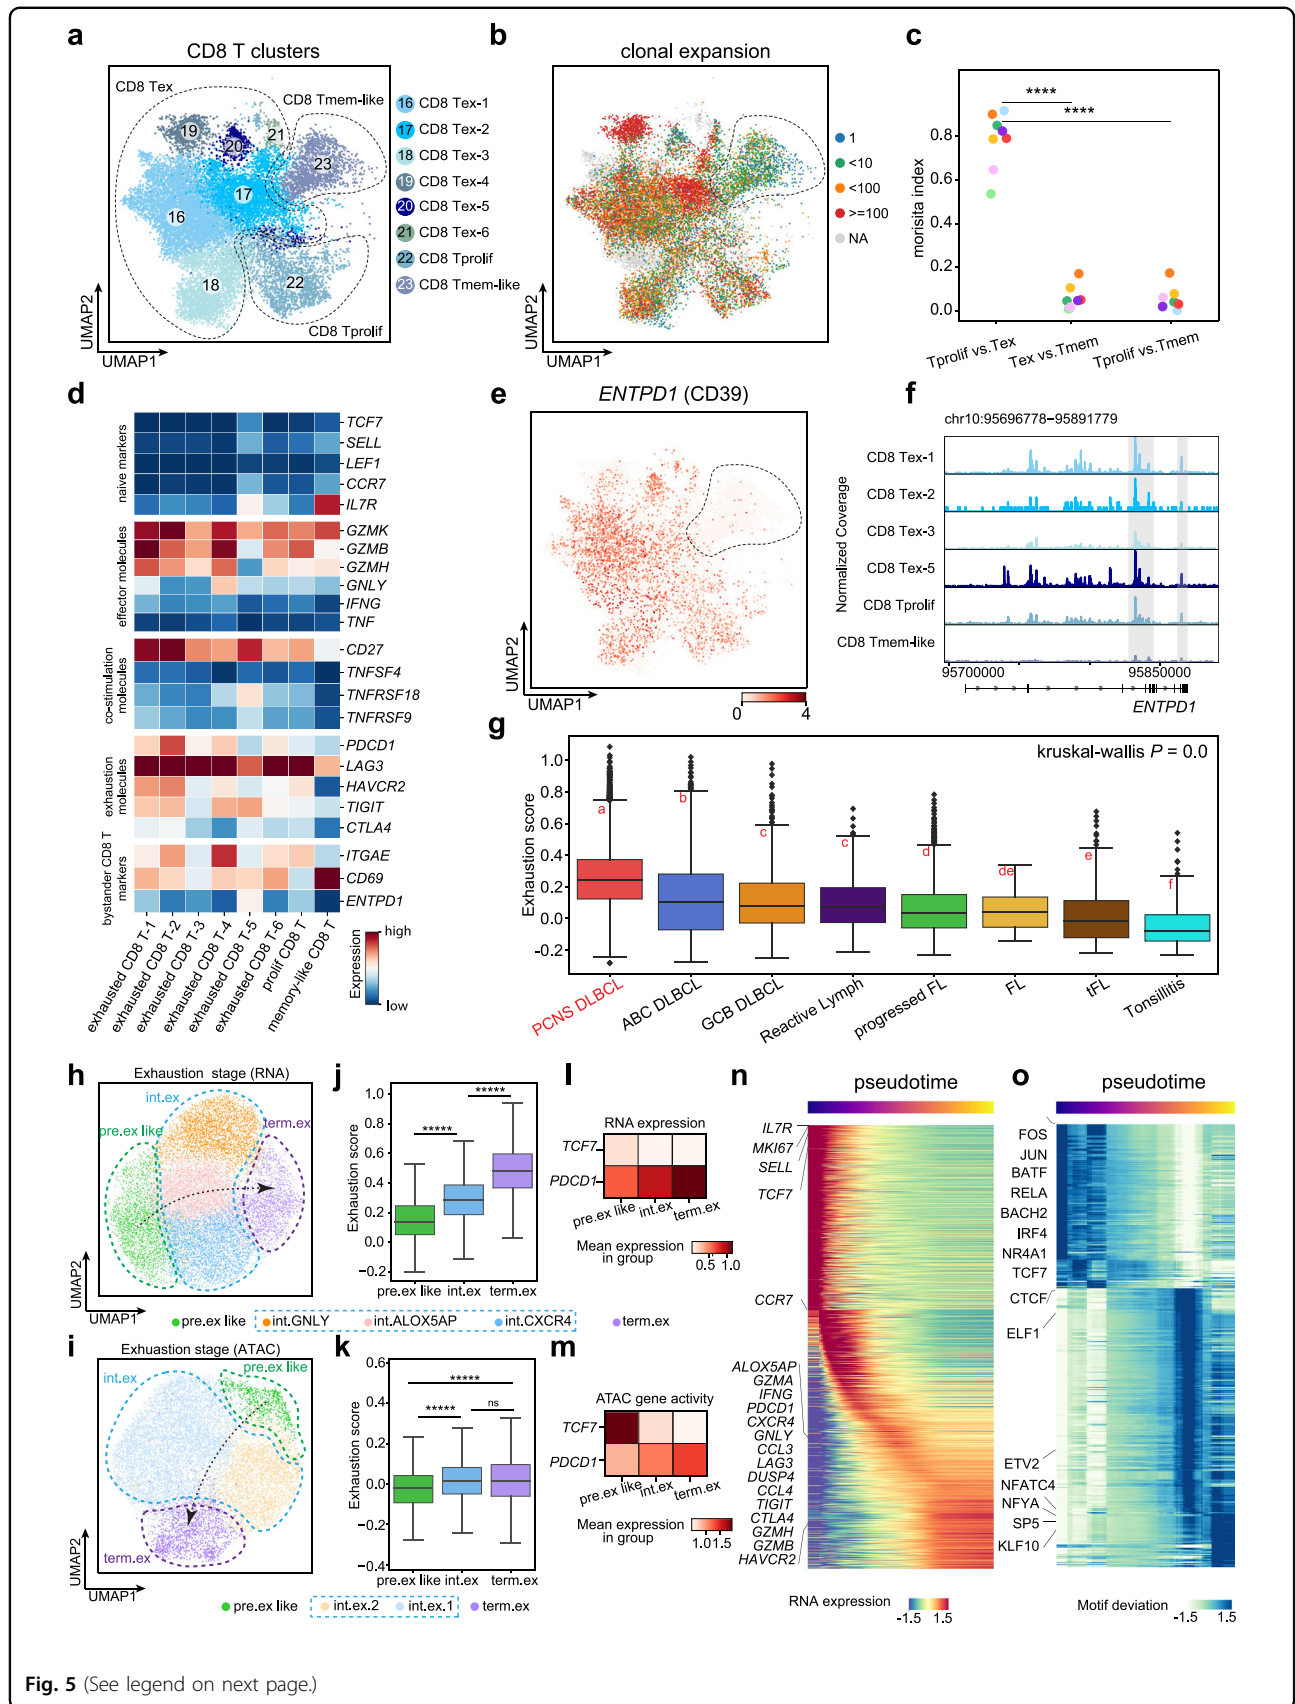 a
CD8 T clusters
CD8 Tex
CD8 Tmem-like
19
20
21
23
17
16
18
22
CD8 Tprolif
UMAP2
UMAP1
16 CD8 Tex-1
17 CD8 Tex-2
18 CD8 Tex-3
19 CD8 Tex-4
20 CD8 Tex-5
21 CD8 Tex-6
22 CD8 Tprolif
23 CD8 Tmem-like
b
clonal expansion
UMAP2
UMAP1
1
<10
<100
>=100
NA
c
morisita index
0.8
0.6
0.4
0.2
0.0
****
****
Tprolif vs.Tex
Tex vs.Tmem
Tprolif vs.Tmem
d
naive markers
TCF7
SELL
LEF1
CCR7
IL7R
effector molecules
GZMK
GZMB
GZMH
GNLY
IFNG
TNF
co-stimulation
molecules
CD27
TNFSF4
TNFRSF18
TNFRSF9
exhaustion
molecules
PDCD1
LAG3
HAVCR2
TIGIT
CTLA4
bystander CD8 T
markers
ITGAE
CD69
ENTPD1
exhausted CD8 T-1
exhausted CD8 T-2
exhausted CD8 T-3
exhausted CD8 T-4
exhausted CD8 T-5
exhausted CD8 T-6
prolif CD8 T
memory-like CD8 T
Expression
high
low
e
ENTPD1 (CD39)
UMAP2
UMAP1
0 4
f
chr10:95696778−95891779
Normalized Coverage
CD8 Tex-1
CD8 Tex-2
CD8 Tex-3
CD8 Tex-5
CD8 Tprolif
CD8 Tmem-like
95700000 95850000
ENTPD1
g
kruskal-wallis P = 0.0
Exhaustion score
1.0
0.8
0.6
0.4
0.2
0.0
-0.2
a
b
c
c
d
de
e
f
PCNS DLBCL
ABC DLBCL
GCB DLBCL
Reactive Lymph
progressed FL
FL
tFL
Tonsillitis
h
Exhaustion stage (RNA)
int.ex
pre.ex like
term.ex
UMAP2
UMAP1
pre.ex like int.GNLY int.ALOX5AP int.CXCR4 term.ex
i
Exhuastion stage (ATAC)
int.ex
pre.ex like
term.ex
UMAP2
UMAP1
pre.ex like int.ex.2 int.ex.1 term.ex
j
Exhaustion score
1.0
0.8
0.6
0.4
0.2
0.0
−0.2
*****
*****
pre.ex like int.ex term.ex
k
Exhaustion score
0.6
0.4
0.2
0.0
−0.2
−0.4
*****
*****
ns
pre.ex like int.ex term.ex
l
RNA expression
TCF7
PDCD1
pre.ex like int.ex term.ex
Mean expression
in group
0.5 1.0
m
ATAC gene activity
TCF7
PDCD1
pre.ex like int.ex term.ex
Mean expression
in group
1.01.5
n
pseudotime
IL7R
MKI67
SELL
TCF7
CCR7
ALOX5AP
GZMA
IFNG
PDCD1
CXCR4
GNLY
CCL3
LAG3
DUSP4
CCL4
TIGIT
CTLA4
GZMH
GZMB
HAVCR2
RNA expression
-1.5 1.5
o
pseudotime
FOS
JUN
BATF
RELA
BACH2
IRF4
NR4A1
TCF7
CTCF
ELF1
ETV2
NFATC4
NFYA
SP5
KLF10
Motif deviation
-1.5 1.5
Fig. 5 (See legend on next page.)